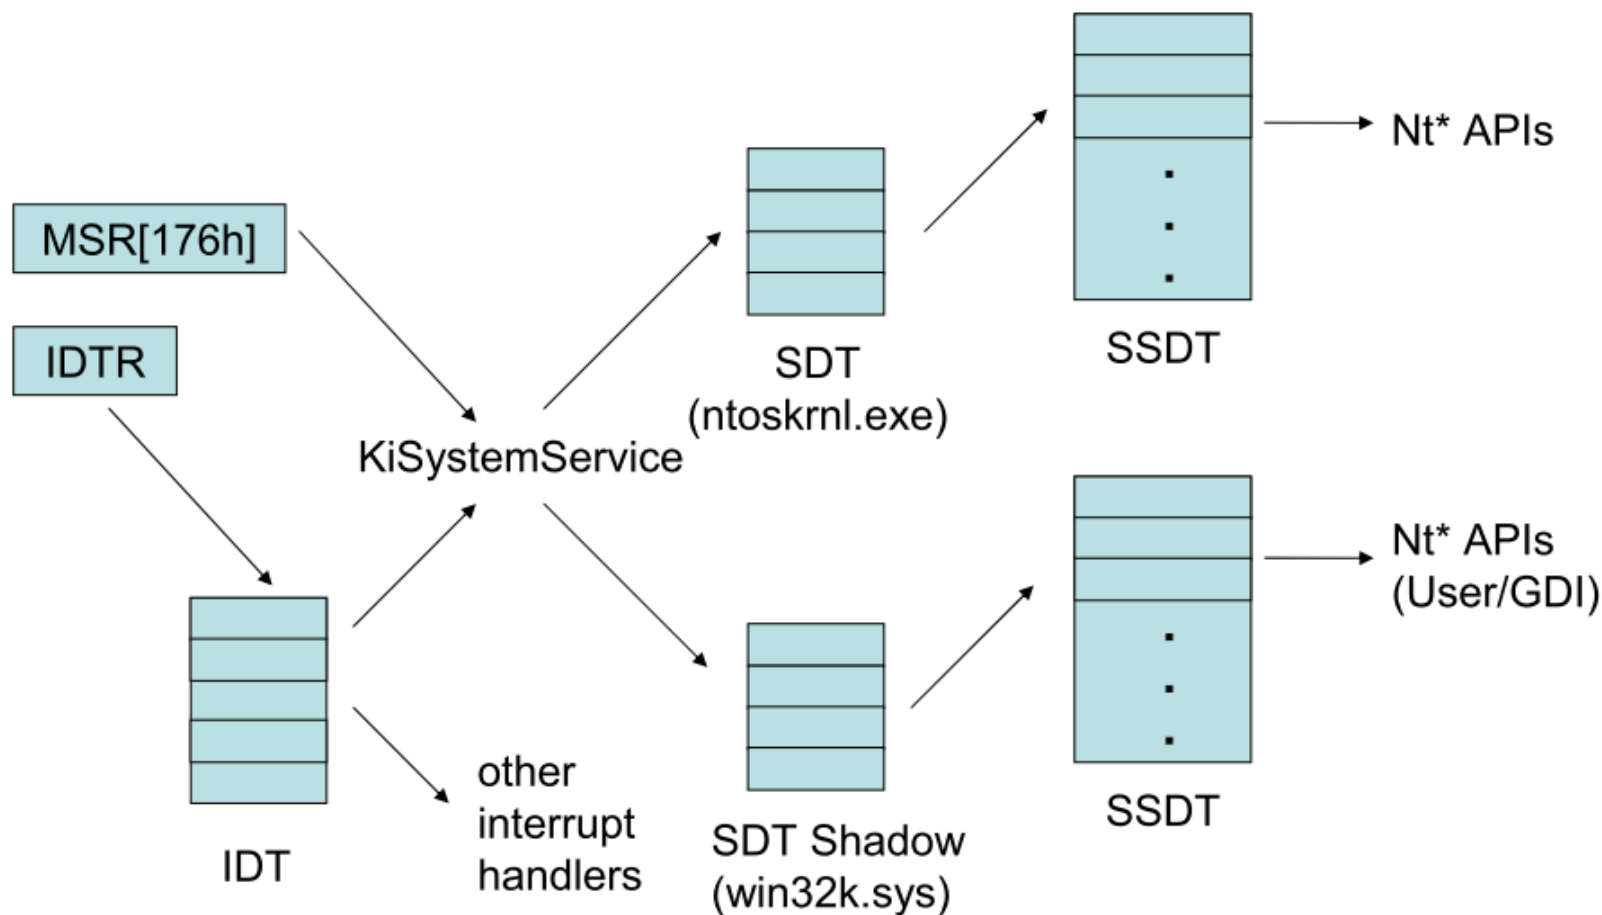 MSR[176h]
IDTR
KiSystemService
IDT
other
interrupt
handlers
SDT
(ntoskrnl.exe)
SDT Shadow
(win32k.sys)
SSDT
Nt* APIs
SSDT
Nt* APIs
(User/GDI)